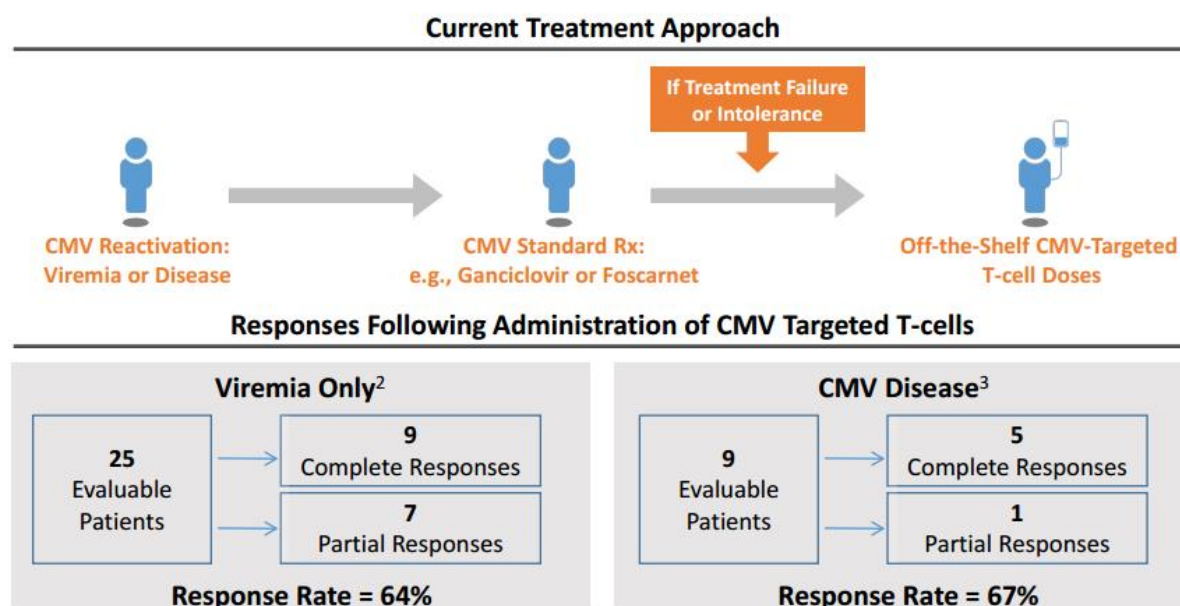 Current Treatment Approach
If Treatment Failure
or Intolerance
CMV Reactivation:
Viremia or Disease
CMV Standard Rx:
e.g., Ganciclovir or Foscarnet
Off-the-Shelf CMV-Targeted
T-cell Doses
Responses Following Administration of CMV Targeted T-cells
Viremia Only²
25
Evaluable
Patients
9
Complete Responses
7
Partial Responses
Response Rate = 64%
CMV Disease³
9
Evaluable
Patients
5
Complete Responses
1
Partial Responses
Response Rate = 67%